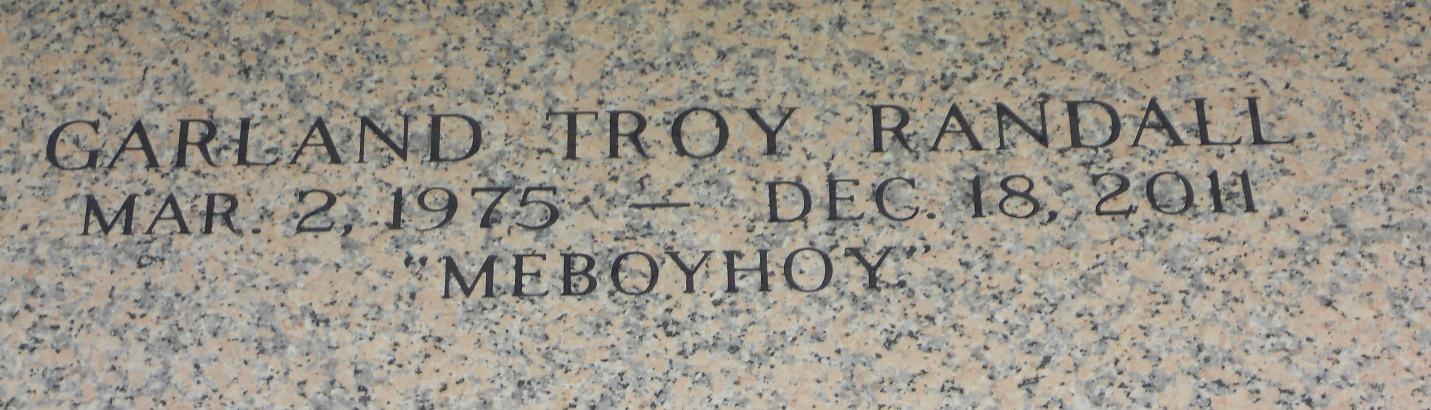 GARLAND TROY RANDALL
MAR. 2, 1975 — DEC. 18, 2011
"MEBOYHOY"